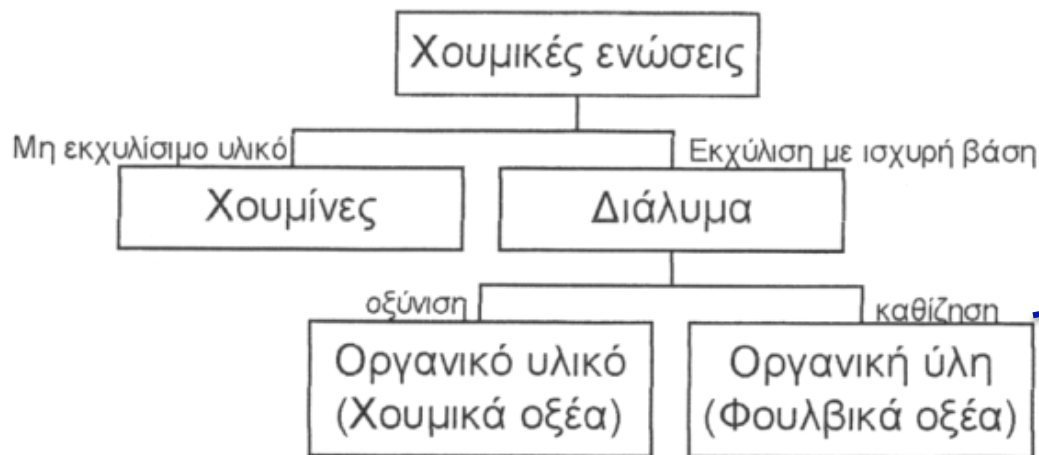 Χουμικές ενώσεις
Μη εκχυλίσιμο υλικό
Εκχύλιση με ισχυρή βάση
Χουμίνες
Διάλυμα
οξύνιση
καθίζηση
Οργανικό υλικό
(Χουμικά οξέα)
Οργανική ύλη
(Φουλβικά οξέα)